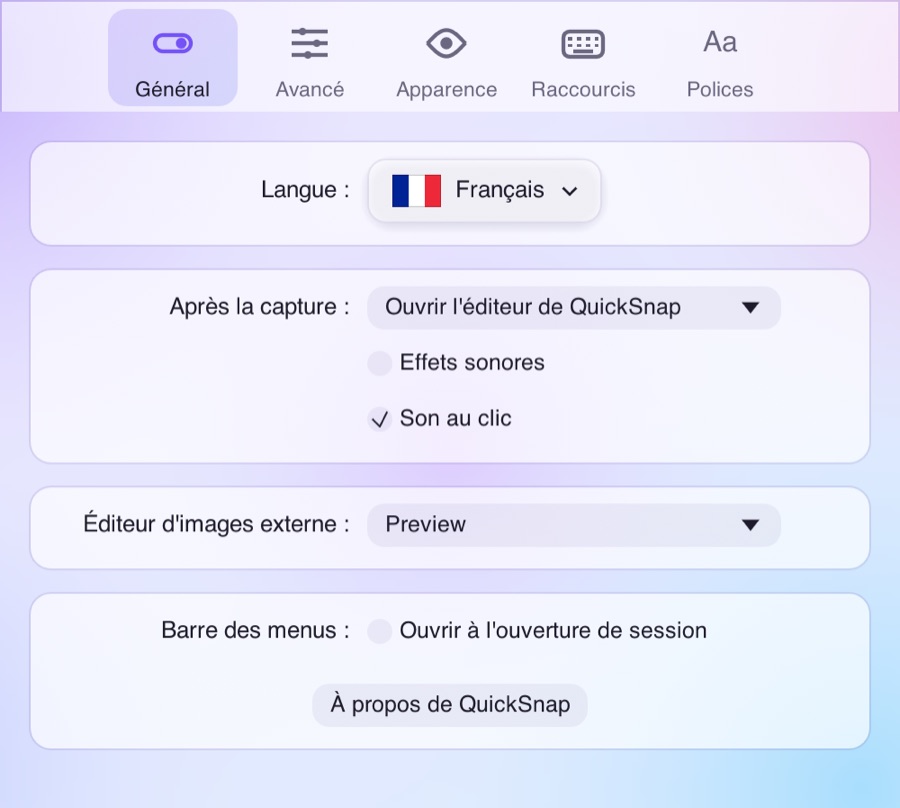 Général
Avancé
Apparence
Raccourcis
Aa
Polices
Langue : Français
Après la capture : Ouvrir l'éditeur de QuickSnap
Effets sonores
Son au clic
Éditeur d'images externe : Preview
Barre des menus : Ouvrir à l'ouverture de session
À propos de QuickSnap